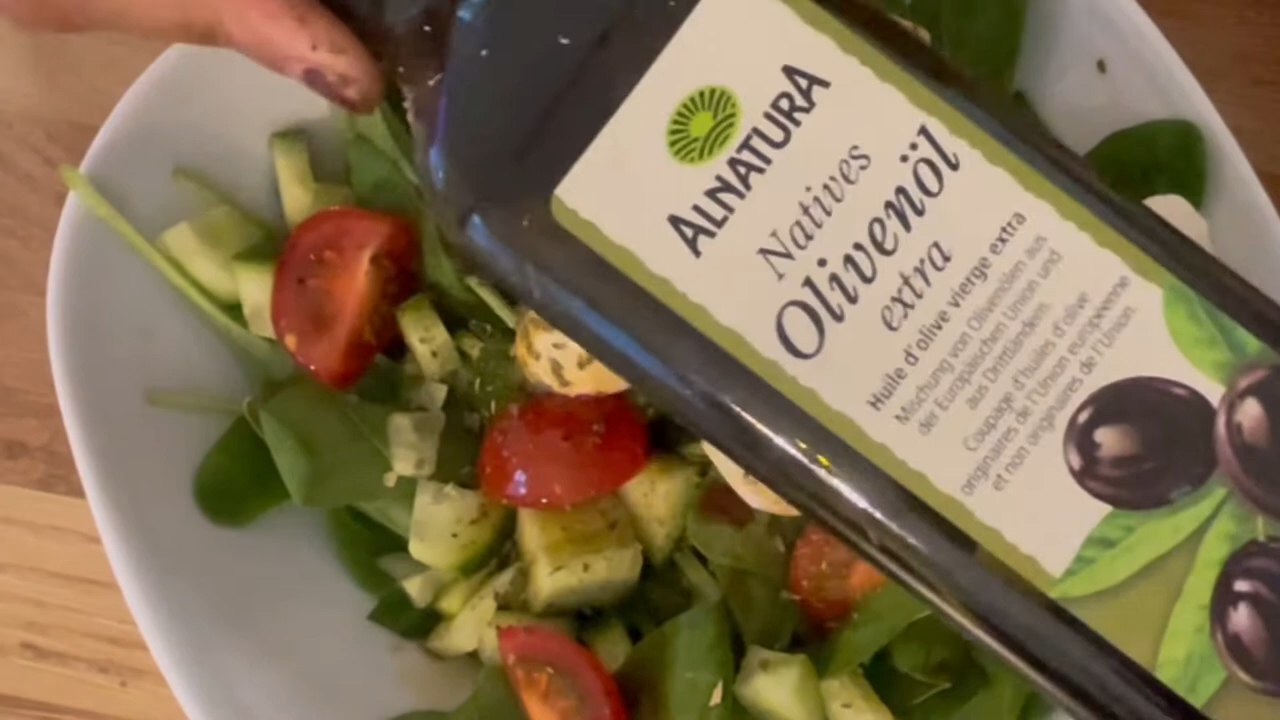 ALNATURA
Natives
Olivenöl
extra
Huile d'olive vierge extra
Mischung von Olivenölen aus
der Europäischen Union und
aus Drittländern.
Coupage d'huiles d'olive
originaires de l'Union européenne
et non originaires de l'Union.